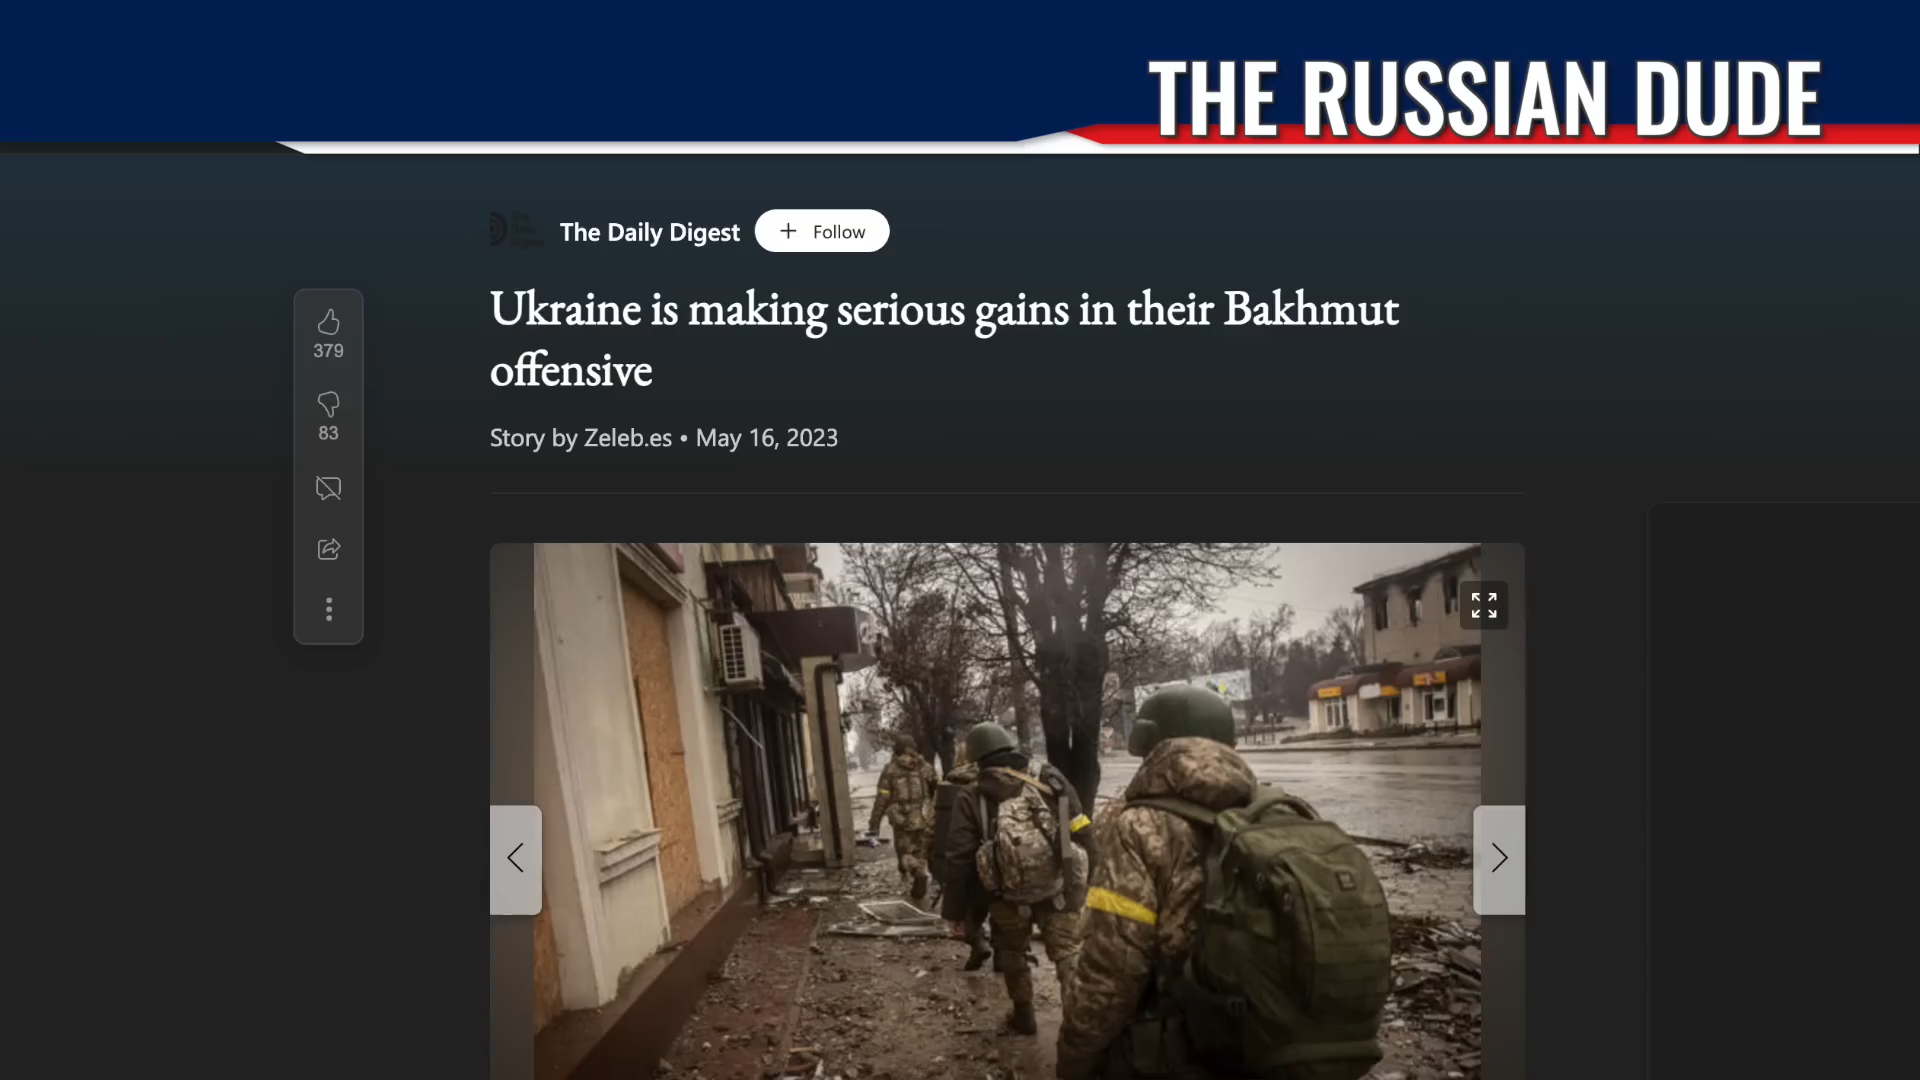 THE RUSSIAN DUDE
The Daily Digest
+ Follow
Ukraine is making serious gains in their Bakhmut
offensive
Story by Zeleb.es • May 16, 2023
379
83